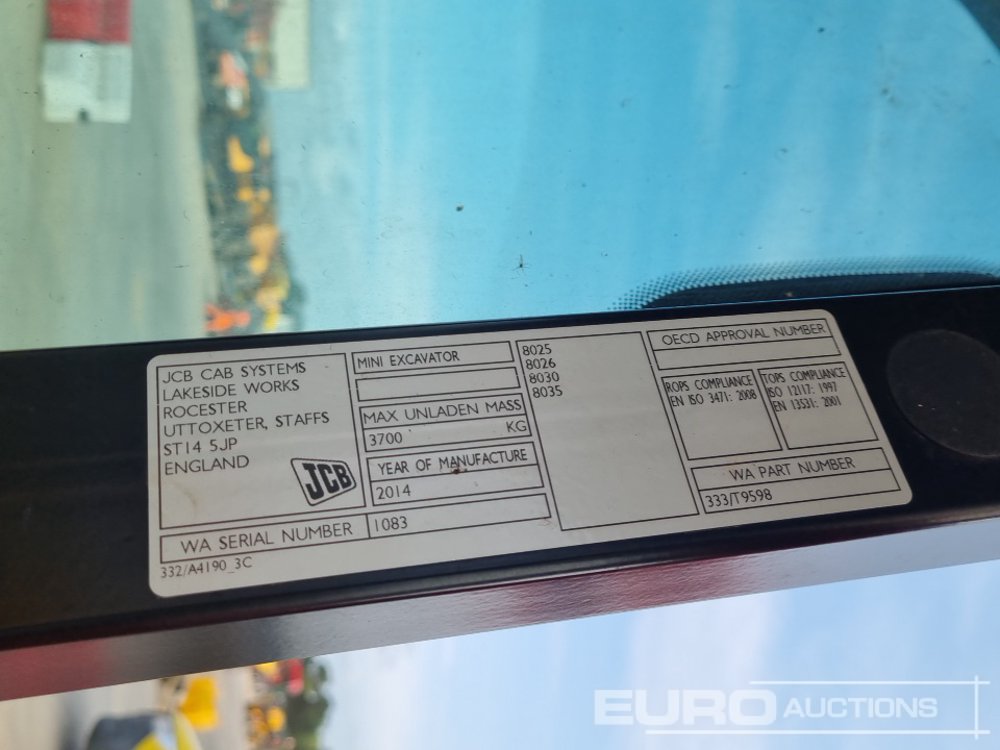 JCB CAB SYSTEMS
LAKESIDE WORKS
ROCESTER
UTTOXETER, STAFFS
ST14 5JP
ENGLAND
JCB
WA SERIAL NUMBER
1083
332/A4190_3C
MINI EXCAVATOR
MAX UNLADEN MASS
3700 KG
YEAR OF MANUFACTURE
2014
8025
8026
8030
8035
OECD APPROVAL NUMBER
ROPS COMPLIANCE
EN ISO 3471: 2008
TOPS COMPLIANCE
ISO 12117: 1997
EN 13531: 2001
WA PART NUMBER
333/T9598
EURO AUCTIONS